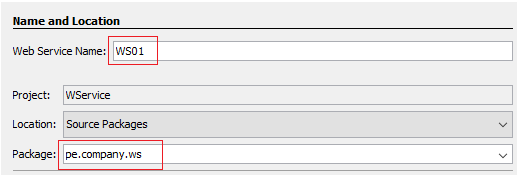 Name and Location
Web Service Name: WS01
Project: WService
Location: Source Packages
Package: pe.company.ws